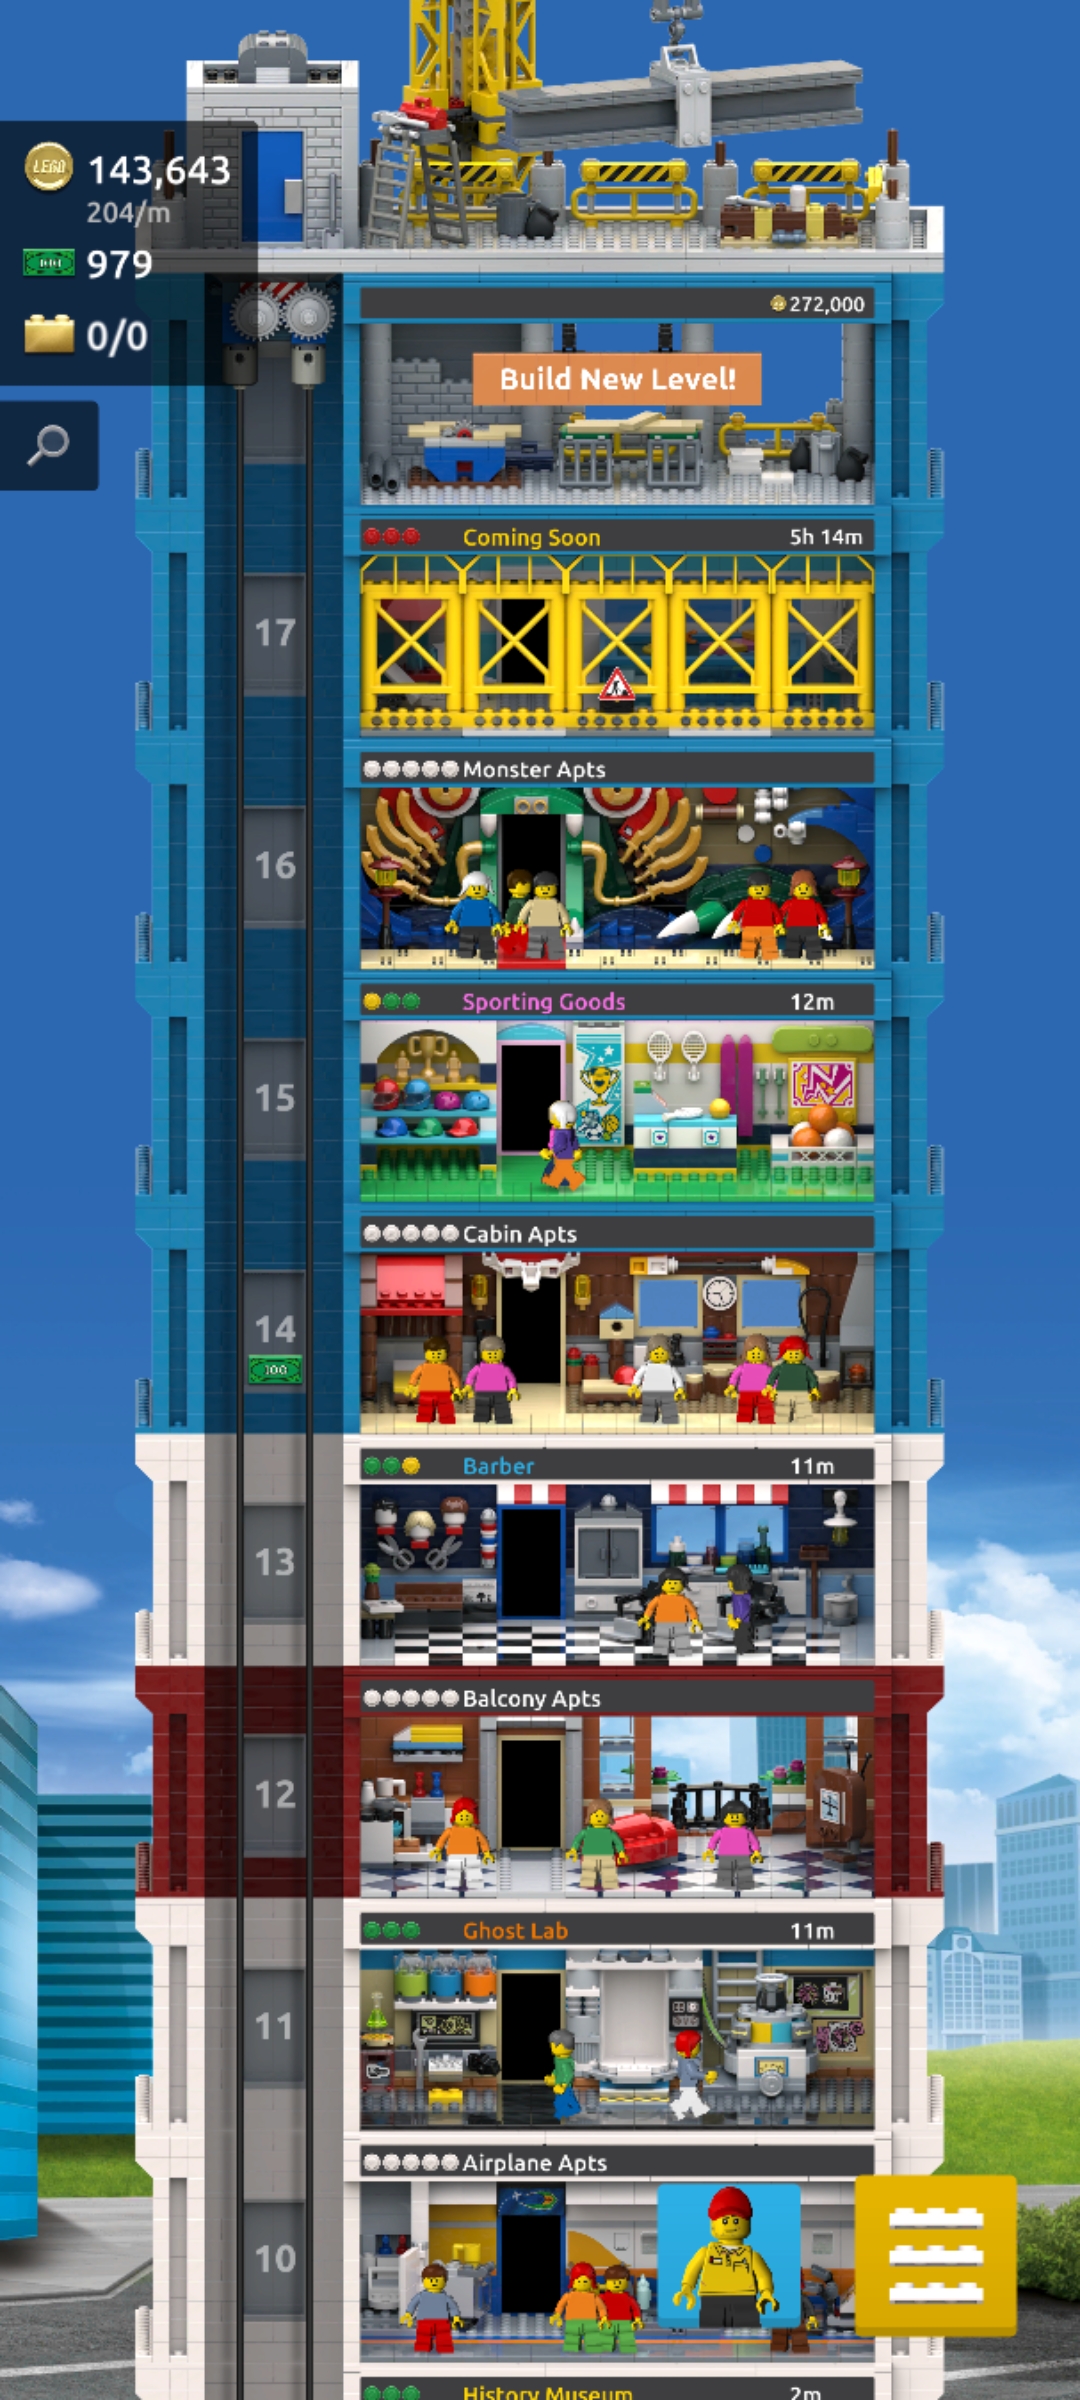 LEGO 143,643
204/m
979
0/0
272,000
Build New Level!
Coming Soon 5h 14m
17
Monster Apts
16
Sporting Goods 12m
15
Cabin Apts
14
100
Barber 11m
13
Balcony Apts
12
Ghost Lab 11m
11
Airplane Apts
10
History Museum 2m